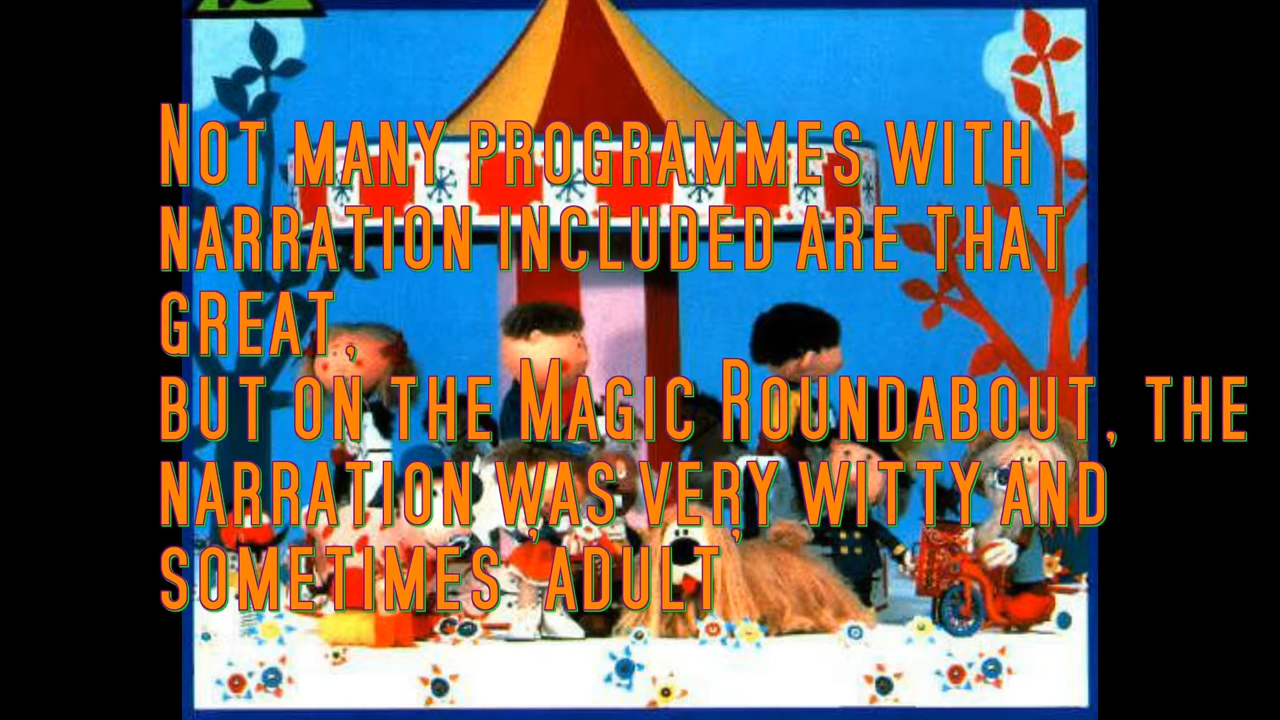 Not many programmes with
narration included are that
great,
but on the Magic Roundabout, the
narration was very witty and
sometimes 'adult'